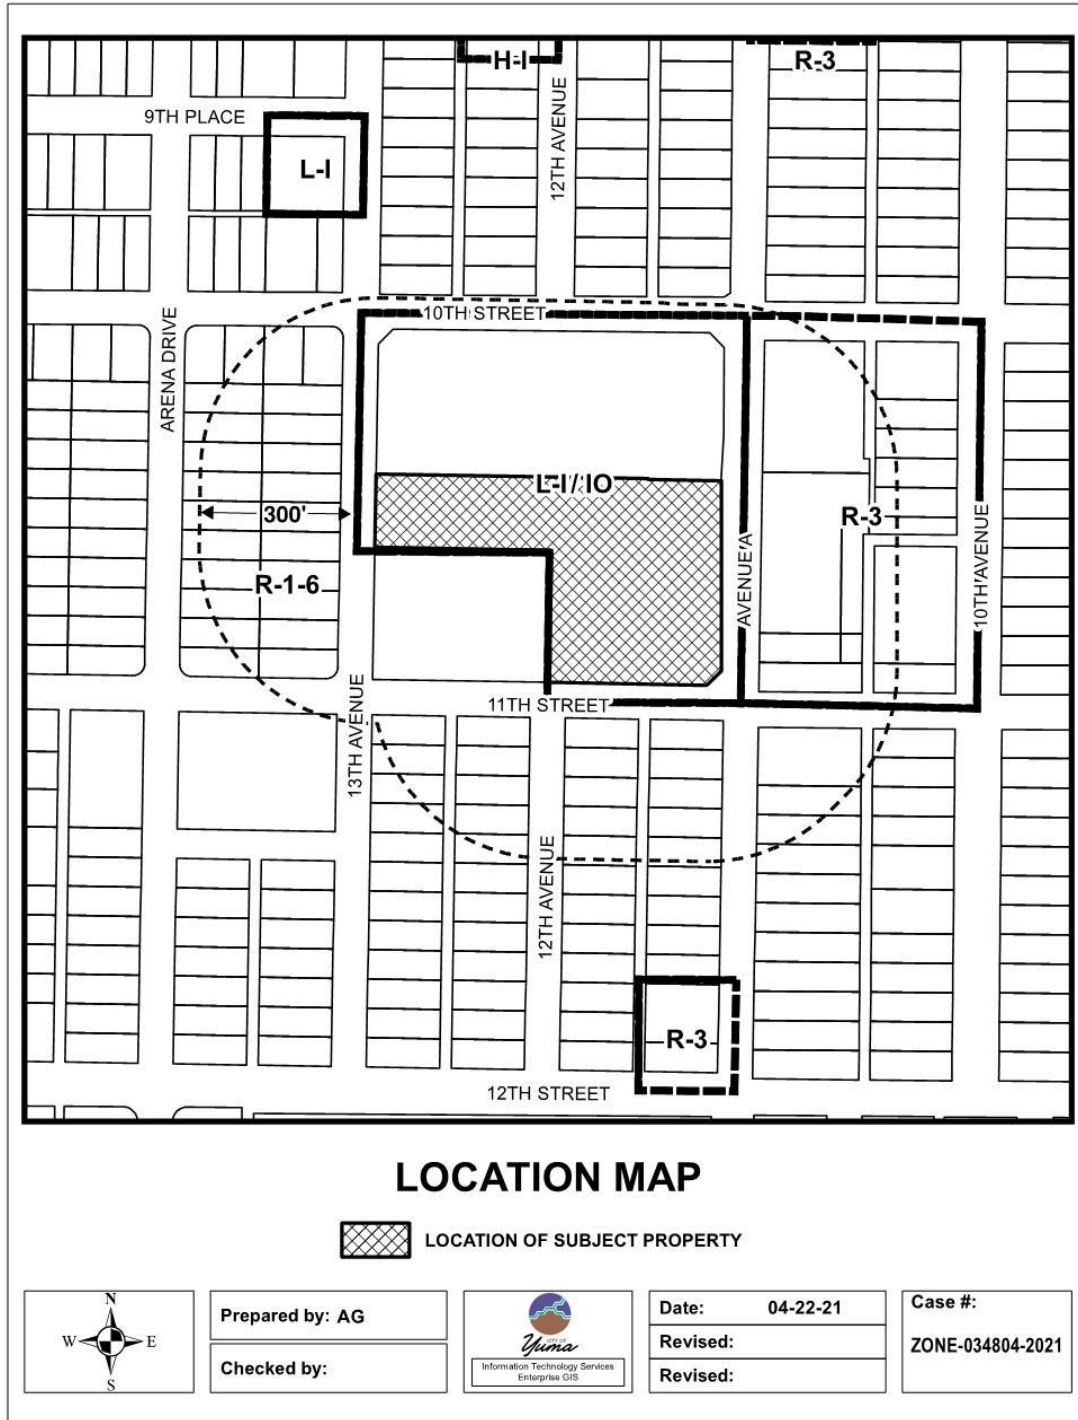 H-I
R-3
9TH PLACE
12TH AVENUE
L-I
10TH STREET
ARENA DRIVE
L-I / IO
300'
R-3
AVENUE A
10TH AVENUE
R-1-6
13TH AVENUE
11TH STREET
12TH AVENUE
R-3
12TH STREET
LOCATION MAP
LOCATION OF SUBJECT PROPERTY
N
W E
S
Prepared by: AG
Checked by:
CITY OF
Yuma
Information Technology Services
Enterprise GIS
Date: 04-22-21
Revised:
Revised:
Case #:
ZONE-034804-2021